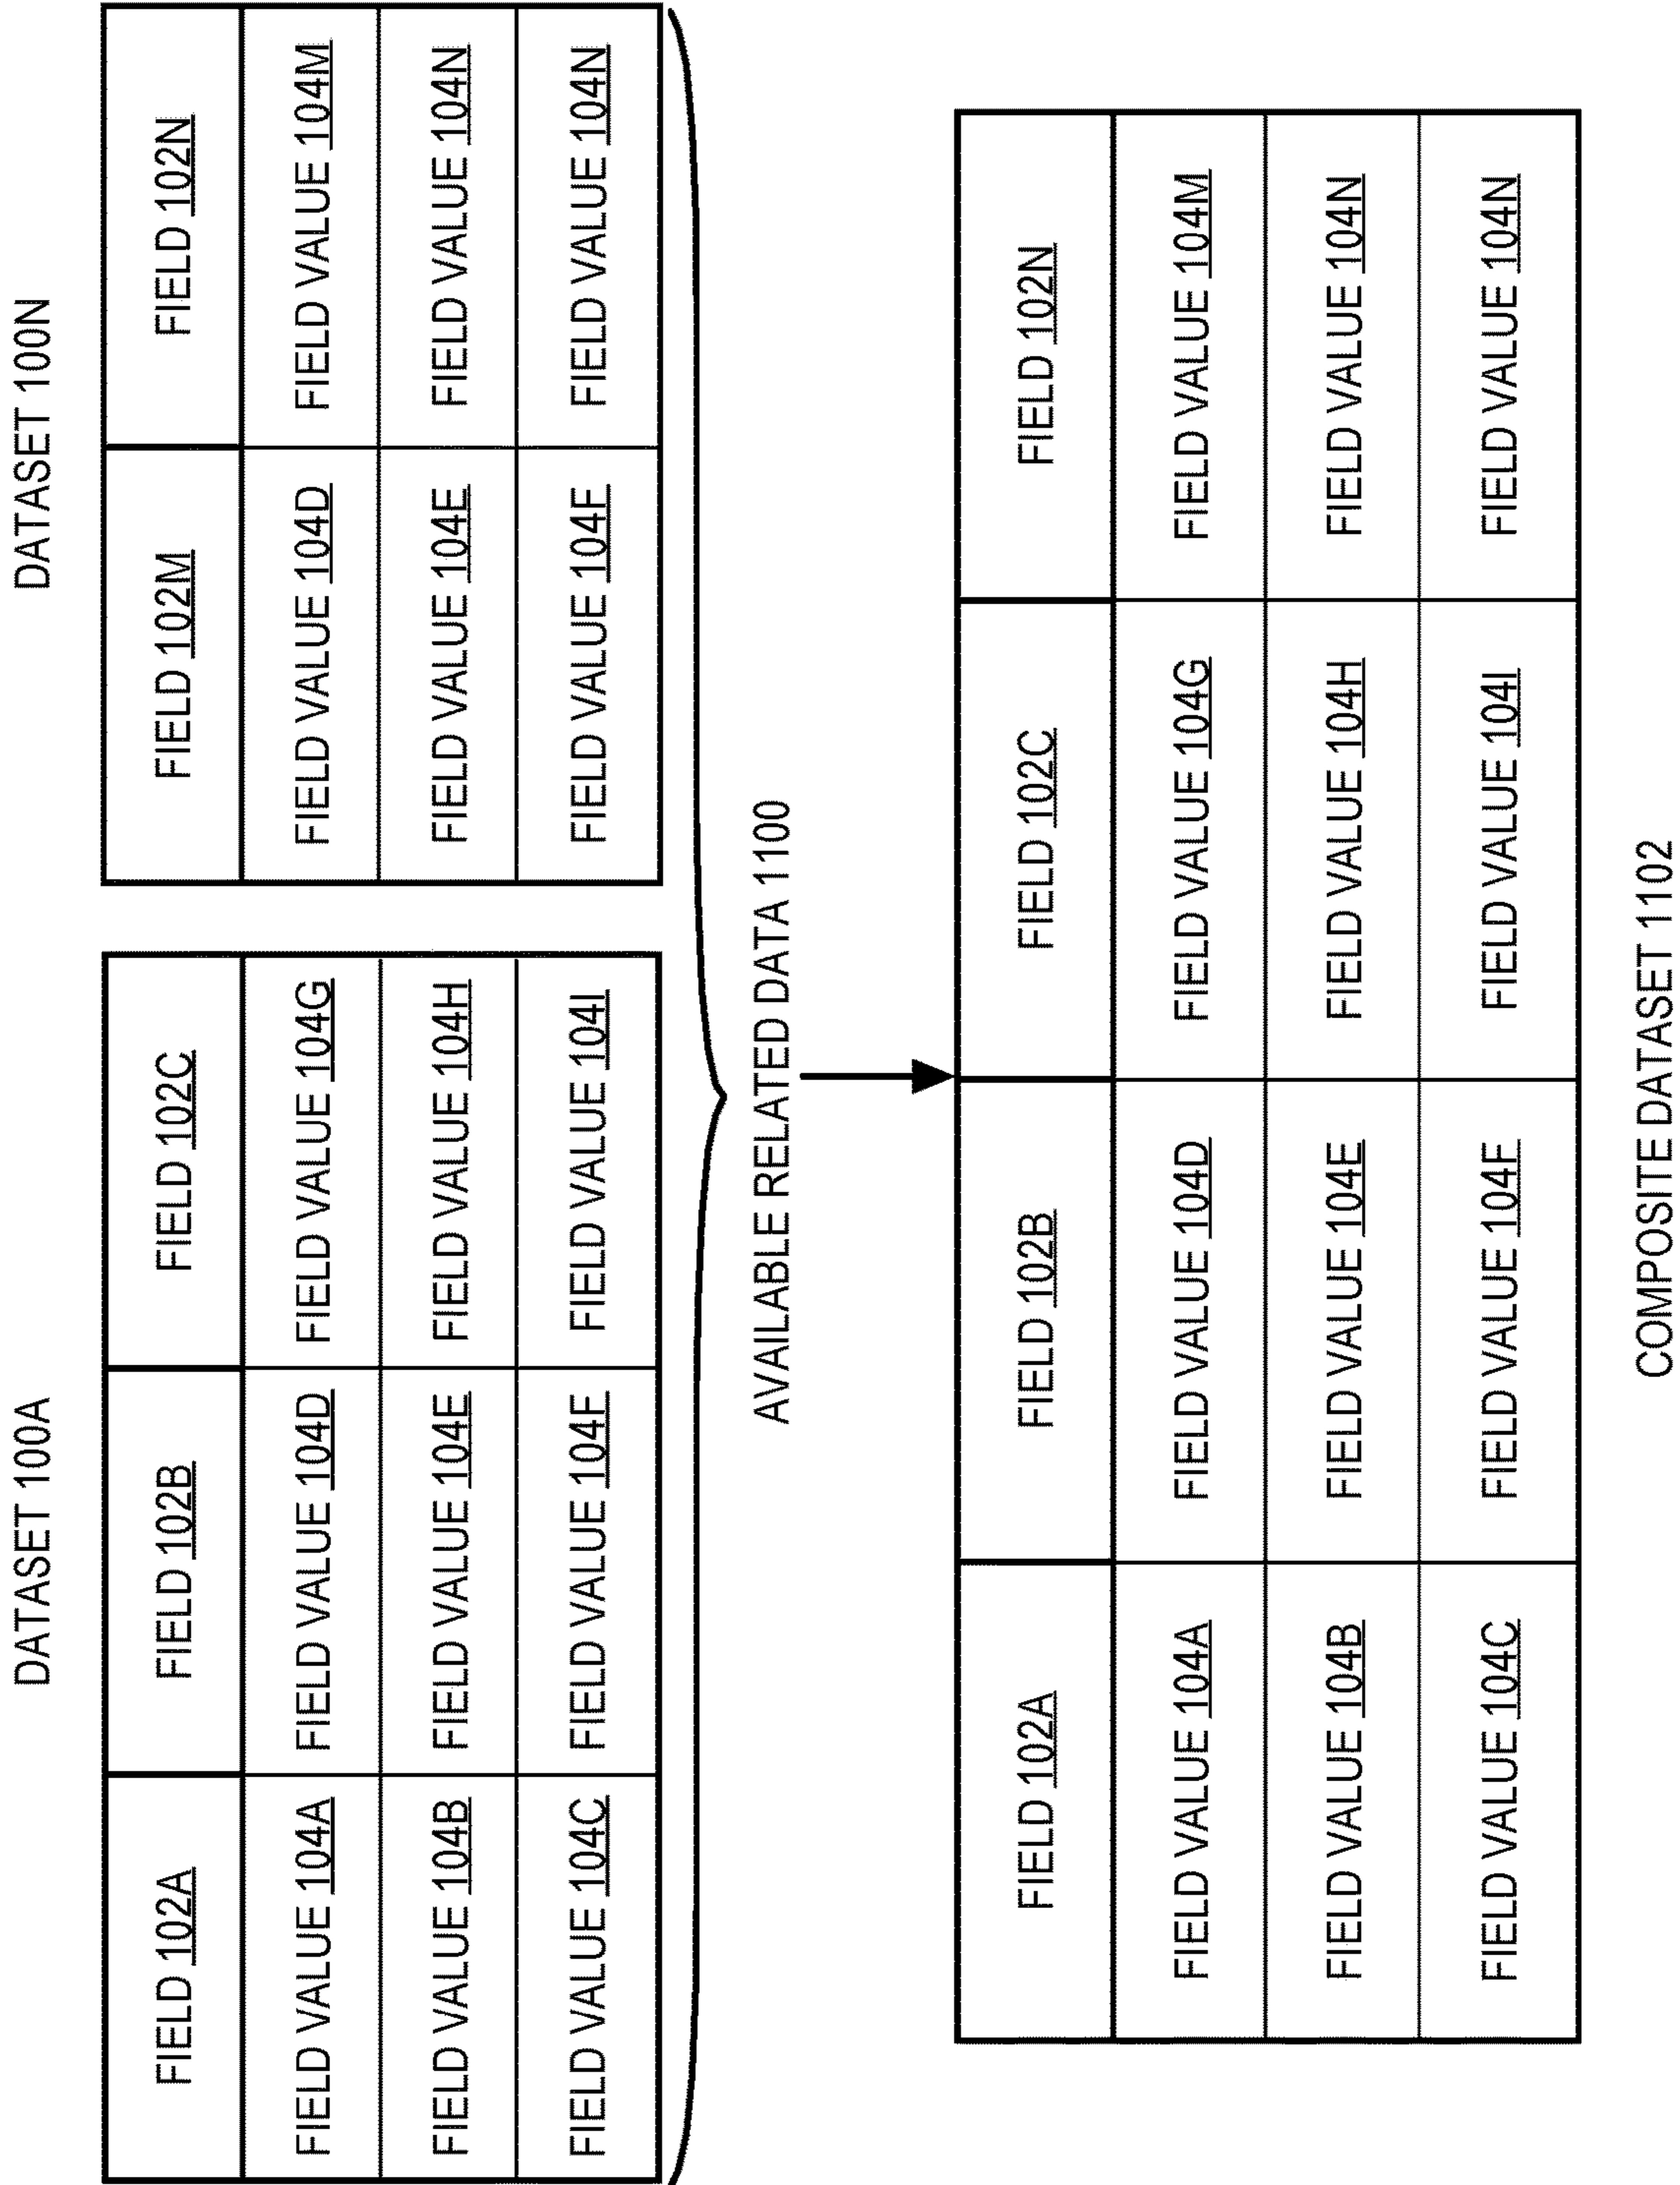 DATASET 100A
DATASET 100N
FIELD 102A
FIELD 102B
FIELD 102C
FIELD VALUE 104A
FIELD VALUE 104D
FIELD VALUE 104G
FIELD VALUE 104B
FIELD VALUE 104E
FIELD VALUE 104H
FIELD VALUE 104C
FIELD VALUE 104F
FIELD VALUE 104I
FIELD 102M
FIELD 102N
FIELD VALUE 104D
FIELD VALUE 104M
FIELD VALUE 104E
FIELD VALUE 104N
FIELD VALUE 104F
FIELD VALUE 104N
AVAILABLE RELATED DATA 1100
FIELD 102A
FIELD 102B
FIELD 102C
FIELD 102N
FIELD VALUE 104A
FIELD VALUE 104D
FIELD VALUE 104G
FIELD VALUE 104M
FIELD VALUE 104B
FIELD VALUE 104E
FIELD VALUE 104H
FIELD VALUE 104N
FIELD VALUE 104C
FIELD VALUE 104F
FIELD VALUE 104I
FIELD VALUE 104N
COMPOSITE DATASET 1102